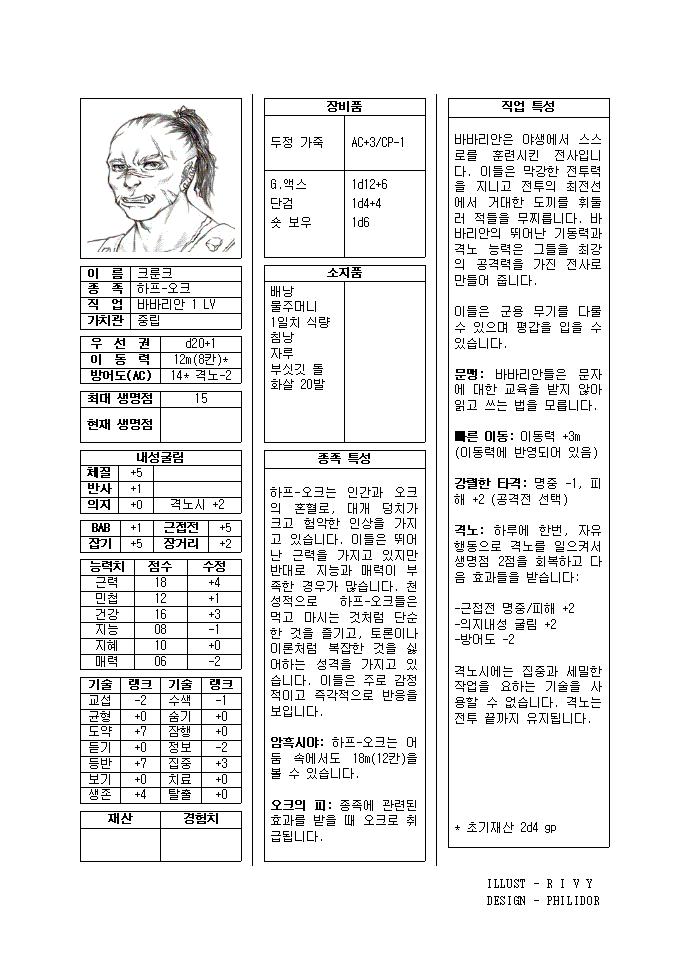 이 름 크룬크
종 족 하프-오크
직 업 바바리안 1 LV
가치관 중립
우 선 권 d20+1
이 동 력 12m(8칸)*
방어도(AC) 14* 격노-2
최대 생명점 15
현재 생명점
내성굴림
체질 +5
반사 +1
의지 +0 격노시 +2
BAB +1 근접전 +5
잡기 +5 장거리 +2
능력치 점수 수정
근력 18 +4
민첩 12 +1
건강 16 +3
지능 08 -1
지혜 10 +0
매력 06 -2
기술 랭크 기술 랭크
교섭 -2 수색 -1
균형 +0 숨기 +0
도약 +7 잠행 +0
듣기 +0 정보 -2
등반 +7 집중 +3
보기 +0 치료 +0
생존 +4 탈출 +0
재산 경험치
장비품
두정 가죽 AC+3/CP-1
G.액스 1d12+6
단검 1d4+4
숏 보우 1d6
소지품
배낭
물주머니
1일치 식량
침낭
자루
부싯깃 돌
화살 20발
종족 특성
하프-오크는 인간과 오크
의 혼혈로, 대개 덩치가
크고 험악한 인상을 가지
고 있습니다. 이들은 뛰어
난 근력을 가지고 있지만
반대로 지능과 매력이 부
족한 경우가 많습니다. 천
성적으로 하프-오크들은
먹고 마시는 것처럼 단순
한 것을 즐기고, 토론이나
이론처럼 복잡한 것을 싫
어하는 성격을 가지고 있
습니다. 이들은 주로 감정
적이고 즉각적으로 반응을
보입니다.
암흑시야: 하프-오크는 어
둠 속에서도 18m(12칸)을
볼 수 있습니다.
오크의 피: 종족에 관련된
효과를 받을 때 오크로 취
급됩니다.
직업 특성
바바리안은 야생에서 스스
로를 훈련시킨 전사입니
다. 이들은 막강한 전투력
을 지니고 전투의 최전선
에서 거대한 도끼를 휘둘
러 적들을 무찌릅니다. 바
바리안의 뛰어난 기동력과
격노 능력은 그들을 최강
의 공격력을 가진 전사로
만들어 줍니다.
이들은 군용 무기를 다룰
수 있으며 평갑을 입을 수
있습니다.
문맹: 바바리안들은 문자
에 대한 교육을 받지 않아
읽고 쓰는 법을 모릅니다.
빠른 이동: 이동력 +3m
(이동력에 반영되어 있음)
강렬한 타격: 명중 -1, 피
해 +2 (공격전 선택)
격노: 하루에 한번, 자유
행동으로 격노를 일으켜서
생명점 2점을 회복하고 다
음 효과들을 받습니다:
-근접전 명중/피해 +2
-의지내성 굴림 +2
-방어도 -2
격노시에는 집중과 세밀한
작업을 요하는 기술을 사
용할 수 없습니다. 격노는
전투 끝까지 유지됩니다.
* 초기재산 2d4 gp
ILLUST - R I V Y
DESIGN - PHILIDOR